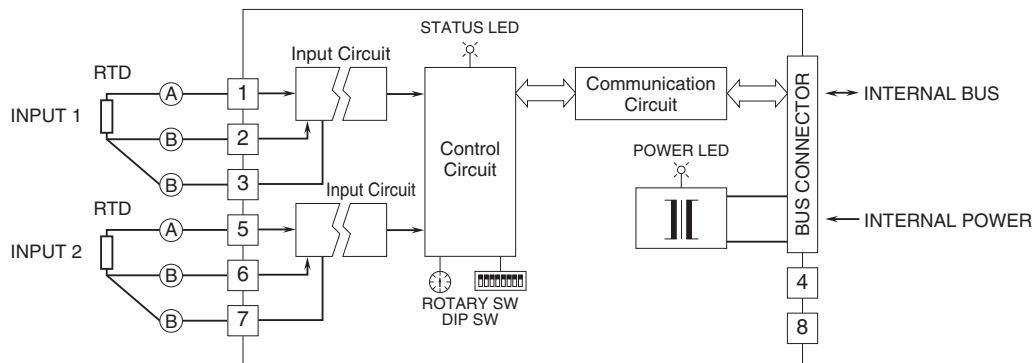 STATUS LED
Input Circuit
RTD
A
1
INPUT 1
B
2
B
3
Control
Circuit
Communication
Circuit
BUS CONNECTOR
INTERNAL BUS
POWER LED
INTERNAL POWER
Input Circuit
RTD
A
5
INPUT 2
B
6
B
7
ROTARY SW
DIP SW
4
8